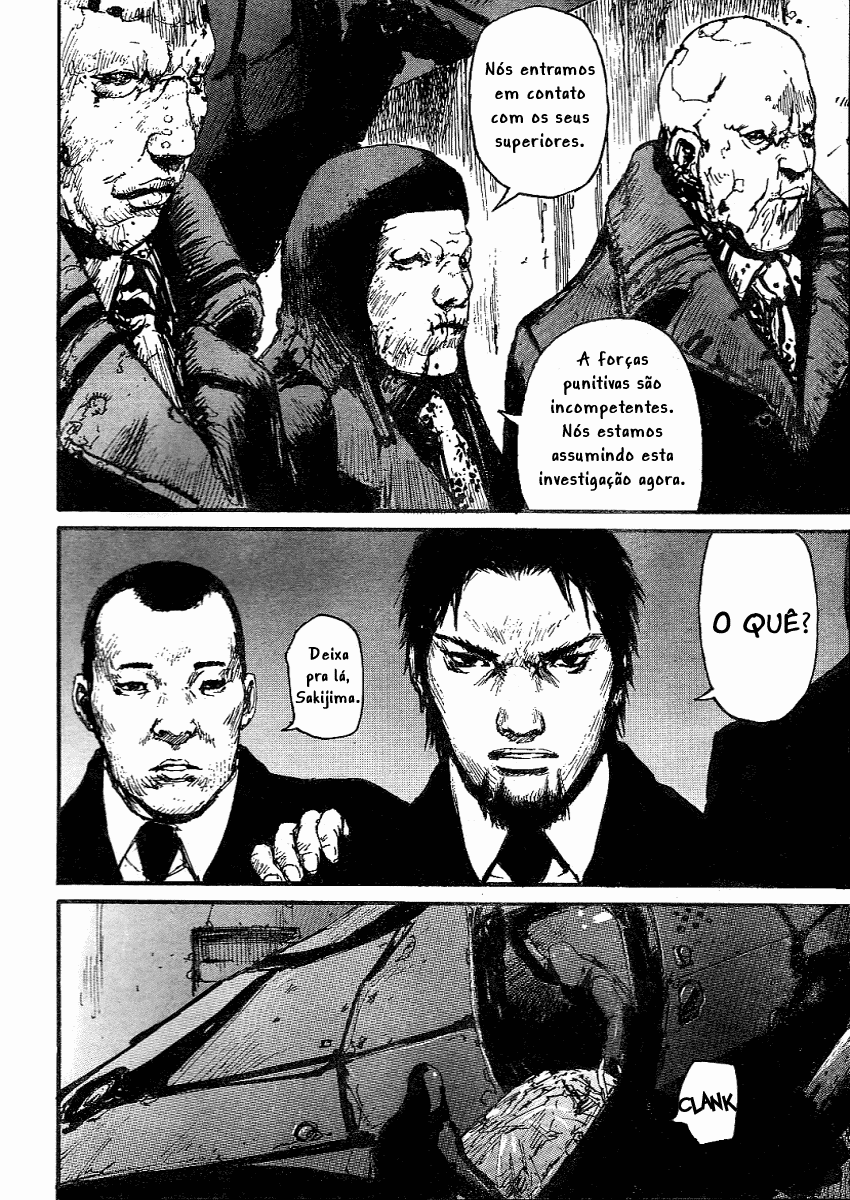 Nós entramos
em contato
com os seus
superiores.
A forças
punitivas são
incompetentes.
Nós estamos
assumindo esta
investigação agora.
O QUÊ?
Deixa
pra lá,
Sakijima.
CLANK